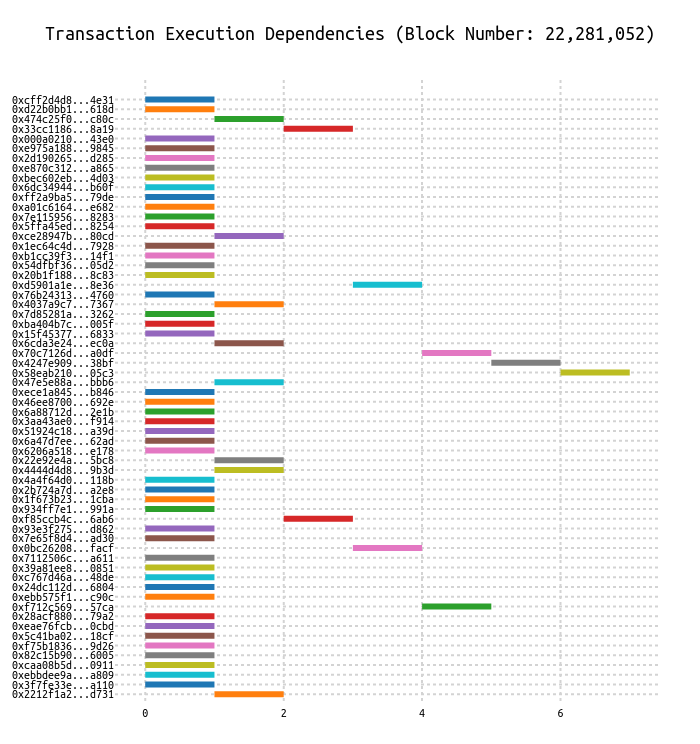 Transaction Execution Dependencies (Block Number: 22,281,052)
0xcff2d4d8...4e31
0xd22b0bb1...618d
0x474c25f0...c80c
0x33cc1186...8a19
0x000a0210...43e0
0xe975a188...9845
0x2d190265...d285
0xe870c312...a865
0xbec602eb...4d03
0x6dc34944...b60f
0xff2a9ba5...79de
0xa01c6164...e682
0x7e115956...8283
0x5ffa45ed...8254
0xce28947b...80cd
0x1ec64c4d...7928
0xb1cc39f3...14f1
0x54dfbf36...05d2
0x20b1f188...8c83
0xd5901a1e...8e36
0x76b24313...4760
0x4037a9c7...7367
0x7d85281a...3262
0xba404b7c...005f
0x15f45377...6833
0x6cda3e24...ec0a
0x70c7126d...a0df
0x4247e909...38bf
0x58eab210...05c3
0x47e5e88a...bbb6
0xece1a845...b846
0x46ee8700...692e
0x6a88712d...2e1b
0x3aa43ae0...f914
0x51924c18...a39d
0x6a47d7ee...62ad
0x6206a518...e178
0x22e92e4a...5bc8
0x4444d4d8...9b3d
0x4a4f64d0...118b
0x2b724a7d...a2e8
0x1f673b23...1cba
0x934ff7e1...991a
0xf85ccb4c...6ab6
0x93e3f275...d862
0x7e65f8d4...ad30
0x0bc26208...facf
0x7112506c...a611
0x39a81ee8...0851
0xc767d46a...48de
0x24dc112d...6804
0xebb575f1...c90c
0xf712c569...57ca
0x28acf880...79a2
0xeae76fcb...0cbd
0x5c41ba02...18cf
0xf75b1836...9d26
0x82c15b90...6005
0xcaa08b5d...0911
0xebbdee9a...a809
0x3f7fe33e...a110
0x2212f1a2...d731
0 2 4 6